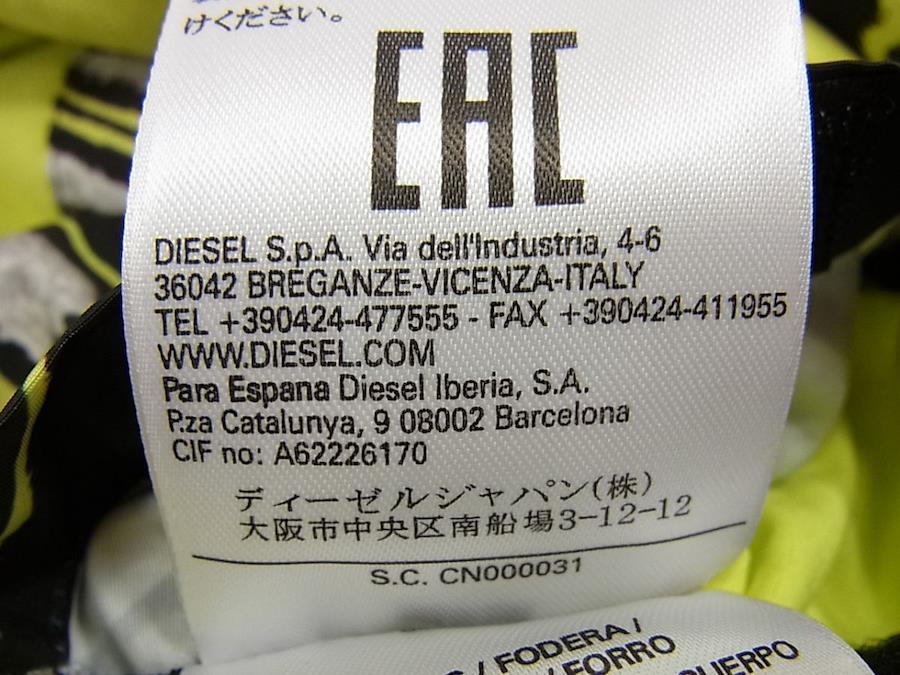 けください。
EAC
DIESEL S.p.A. Via dell'Industria, 4-6
36042 BREGANZE-VICENZA-ITALY
TEL +390424-477555 - FAX +390424-411955
WWW.DIESEL.COM
Para Espana Diesel Iberia, S.A.
P.za Catalunya, 9 08002 Barcelona
CIF no: A62226170
ディーゼルジャパン(株)
大阪市中央区南船場3-12-12
S.C. CN000031
/ FODERA /
/ FORRO
CUERPO